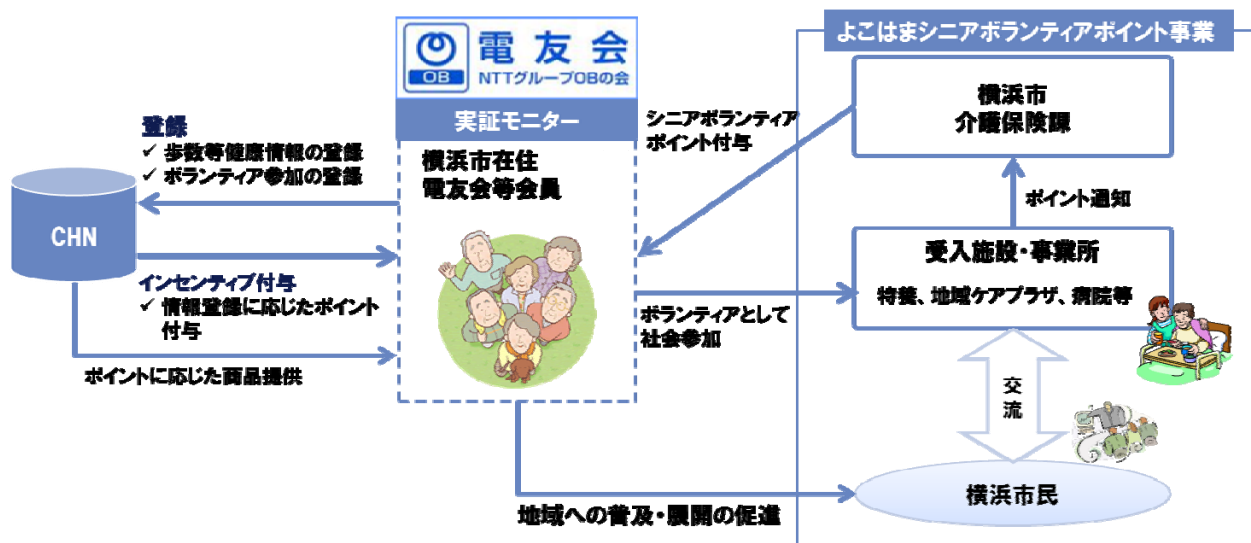 電友会
OB
NTTグループOBの会
実証モニター
横浜市在住
電友会等会員
登録
✓ 歩数等健康情報の登録
✓ ボランティア参加の登録
CHN
インセンティブ付与
✓ 情報登録に応じたポイント
付与
ポイントに応じた商品提供
シニアボランティア
ポイント付与
ボランティアとして
社会参加
地域への普及・展開の促進
よこはまシニアボランティアポイント事業
横浜市
介護保険課
ポイント通知
受入施設・事業所
特養、地域ケアプラザ、病院等
交
流
横浜市民